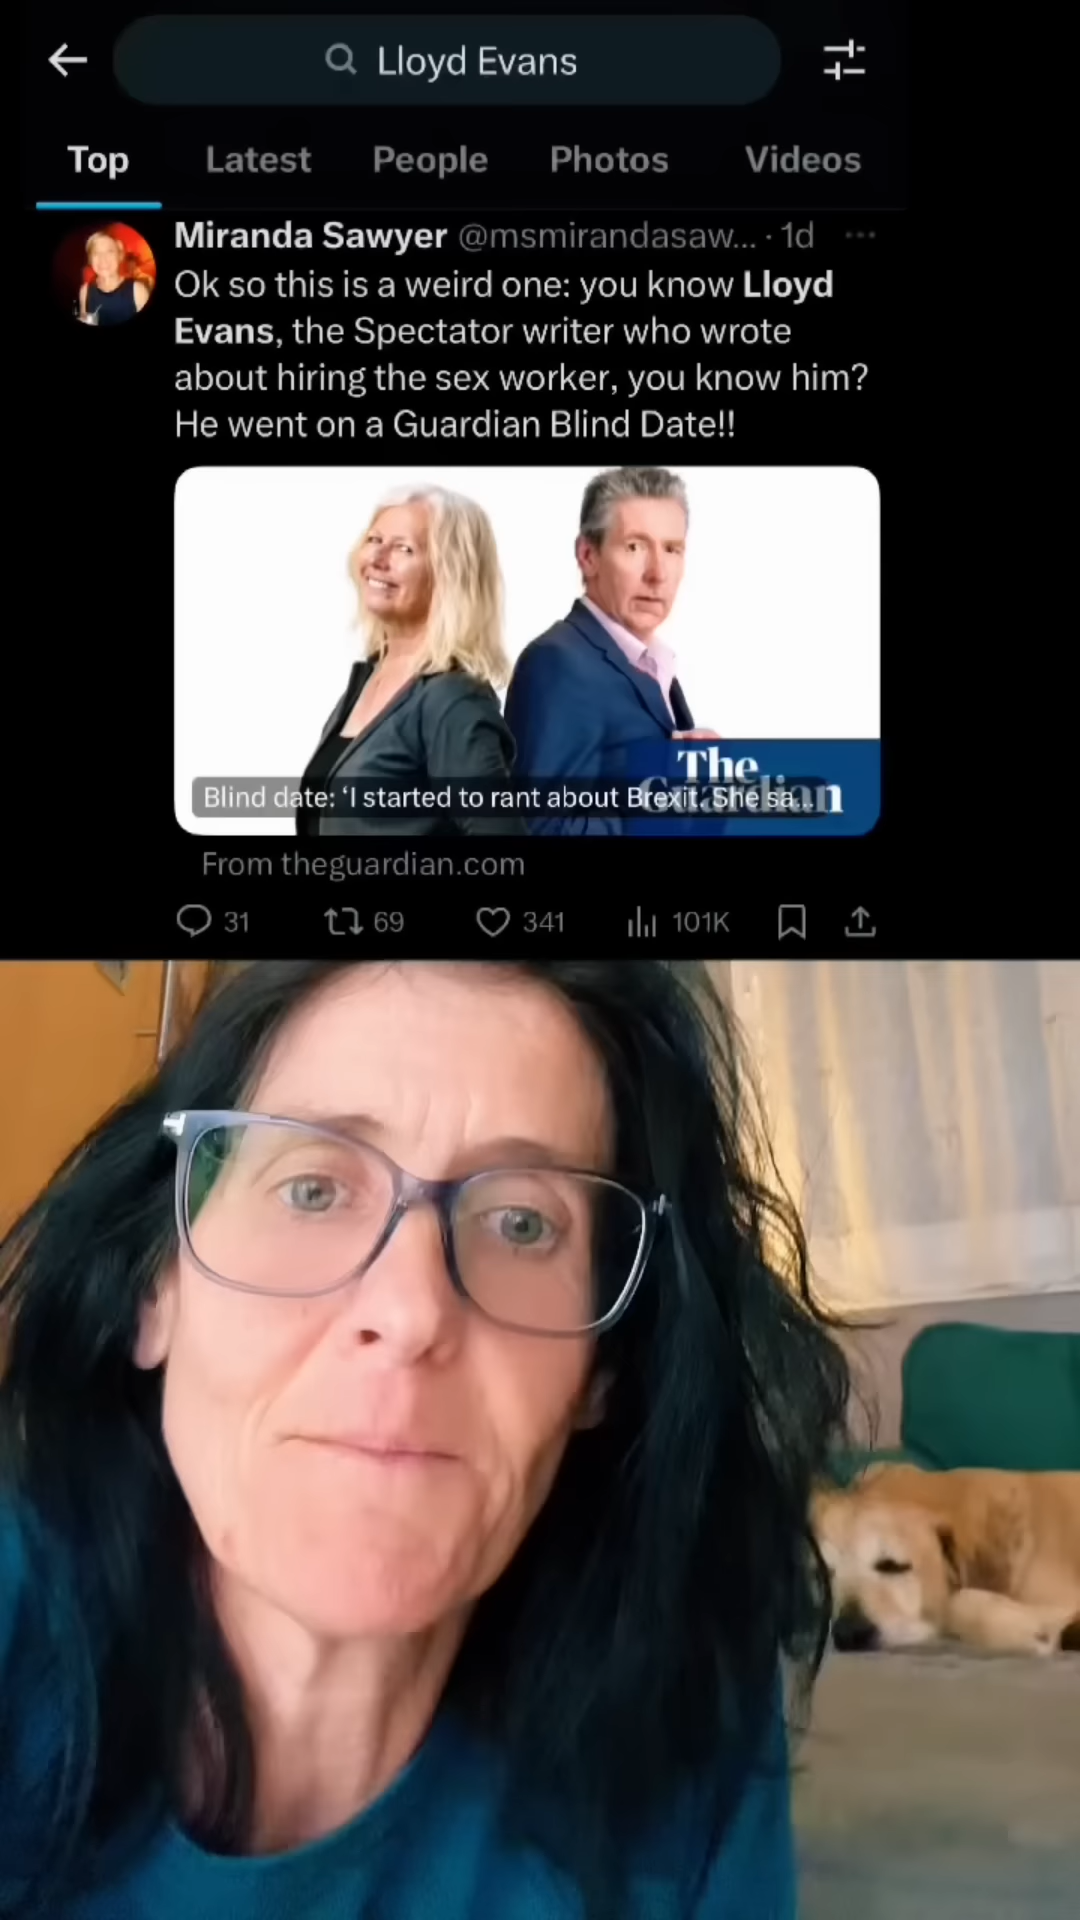 Lloyd Evans
Top Latest People Photos Videos
Miranda Sawyer @msmirandasaw... · 1d ...
Ok so this is a weird one: you know Lloyd
Evans, the Spectator writer who wrote
about hiring the sex worker, you know him?
He went on a Guardian Blind Date!!
The
Guardian
Blind date: ‘I started to rant about Brexit. She sa...
From theguardian.com
31 69 341 101K